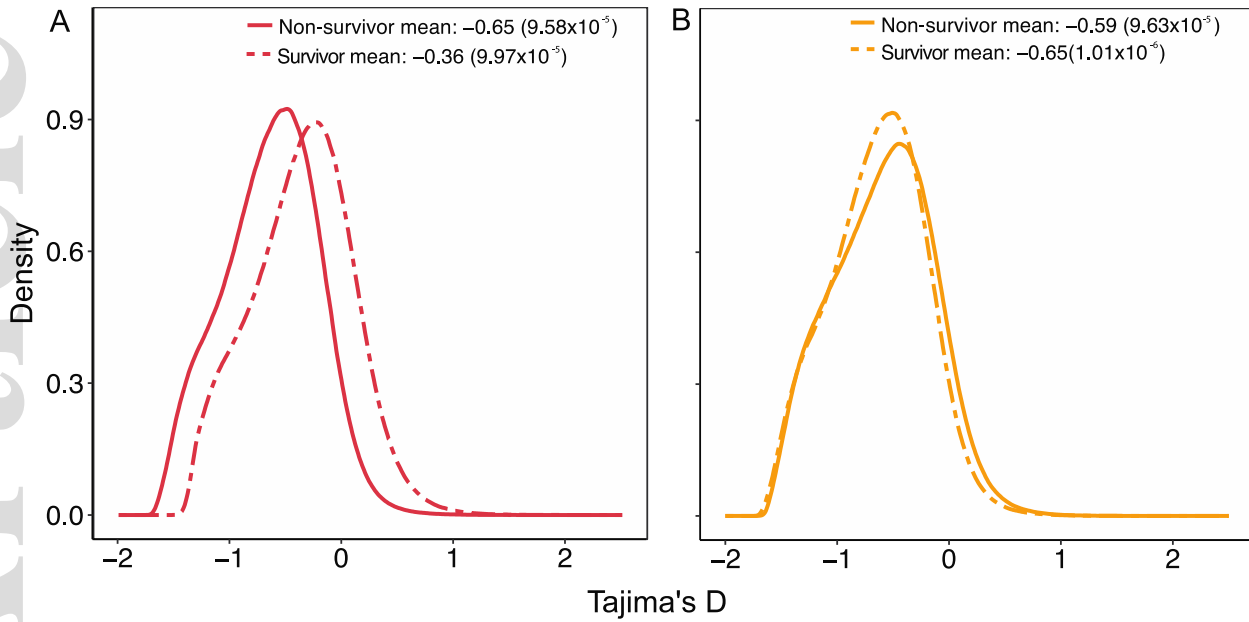 A
Non-survivor mean: −0.65 (9.58x10⁻⁵)
Survivor mean: −0.36 (9.97x10⁻⁵)
B
Non-survivor mean: −0.59 (9.63x10⁻⁵)
Survivor mean: −0.65(1.01x10⁻⁶)
Density
0.9
0.6
0.3
0.0
−2 −1 0 1 2
−2 −1 0 1 2
Tajima's D